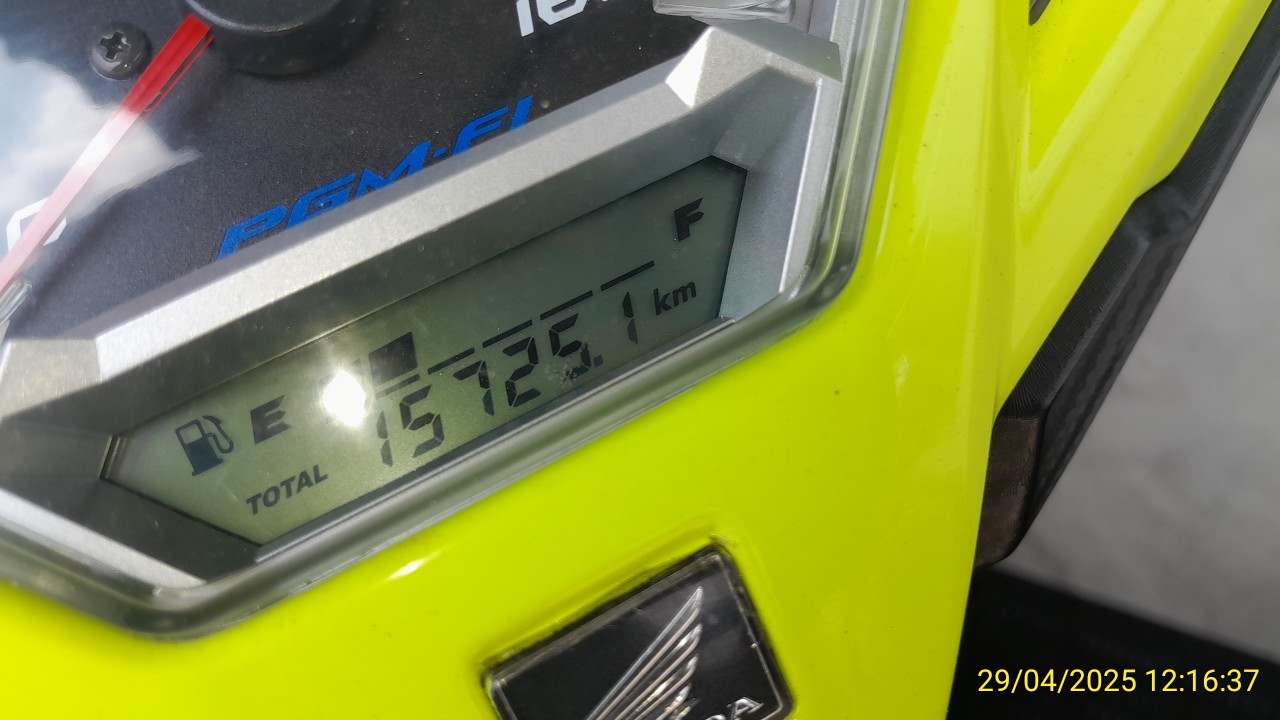 PGM-FI
F
E
TOTAL 15725.1 km
29/04/2025 12:16:37